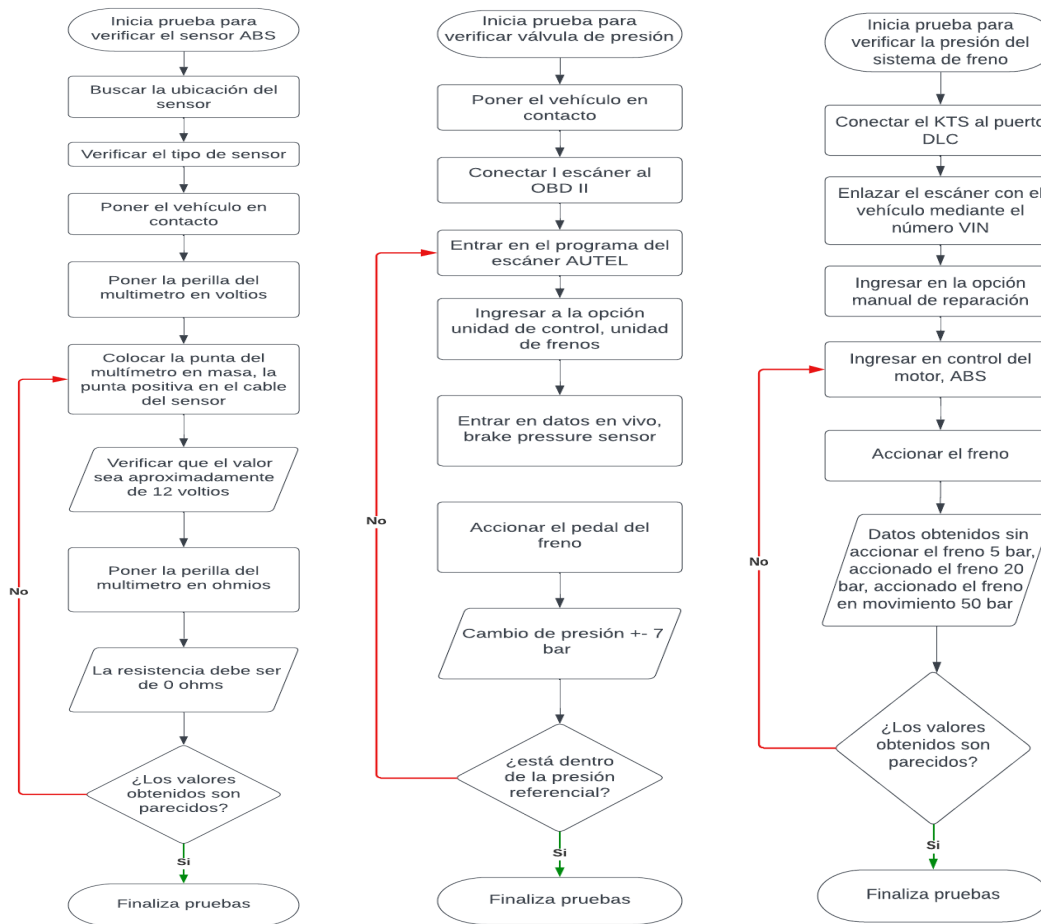 Inicia prueba para
verificar el sensor ABS
Buscar la ubicación del
sensor
Verificar el tipo de sensor
Poner el vehículo en
contacto
Poner la perilla del
multimetro en voltios
Colocar la punta del
multímetro en masa, la
punta positiva en el cable
del sensor
Verificar que el valor
sea aproximadamente
de 12 voltios
Poner la perilla del
multimetro en ohmios
No
La resistencia debe ser
de 0 ohms
¿Los valores
obtenidos son
parecidos?
Si
Finaliza pruebas
Inicia prueba para
verificar válvula de presión
Poner el vehículo en
contacto
Conectar l escáner al
OBD II
Entrar en el programa del
escáner AUTEL
Ingresar a la opción
unidad de control, unidad
de frenos
Entrar en datos en vivo,
brake pressure sensor
No
Accionar el pedal del
freno
Cambio de presión +- 7
bar
¿está dentro
de la presión
referencial?
Si
Finaliza pruebas
Inicia prueba para
verificar la presión del
sistema de freno
Conectar el KTS al puerto
DLC
Enlazar el escáner con el
vehículo mediante el
número VIN
Ingresar en la opción
manual de reparación
Ingresar en control del
motor, ABS
Accionar el freno
No
Datos obtenidos sin
accionar el freno 5 bar,
accionado el freno 20
bar, accionado el freno
en movimiento 50 bar
¿Los valores
obtenidos son
parecidos?
Si
Finaliza pruebas